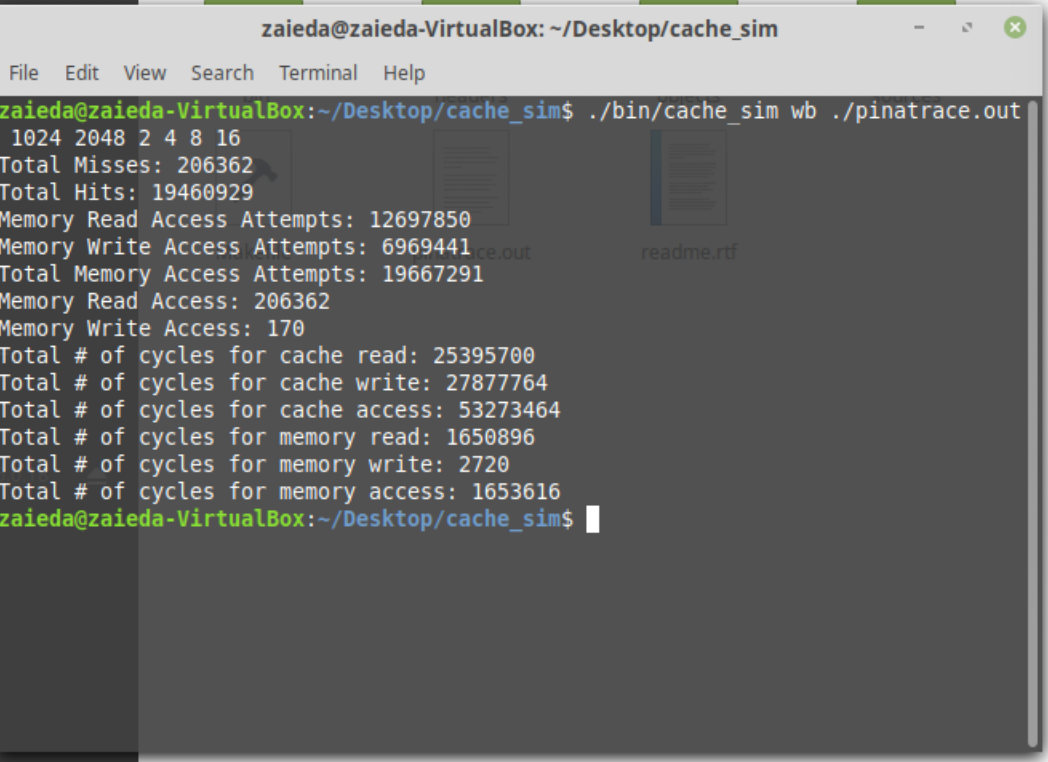 zaieda@zaieda-VirtualBox: ~/Desktop/cache_sim
File Edit View Search Terminal Help
zaieda@zaieda-VirtualBox:~/Desktop/cache_sim$ ./bin/cache_sim wb ./pinatrace.out
1024 2048 2 4 8 16
Total Misses: 206362
Total Hits: 19460929
Memory Read Access Attempts: 12697850
Memory Write Access Attempts: 6969441
Total Memory Access Attempts: 19667291
Memory Read Access: 206362
Memory Write Access: 170
Total # of cycles for cache read: 25395700
Total # of cycles for cache write: 27877764
Total # of cycles for cache access: 53273464
Total # of cycles for memory read: 1650896
Total # of cycles for memory write: 2720
Total # of cycles for memory access: 1653616
zaieda@zaieda-VirtualBox:~/Desktop/cache_sim$
readme.rtf